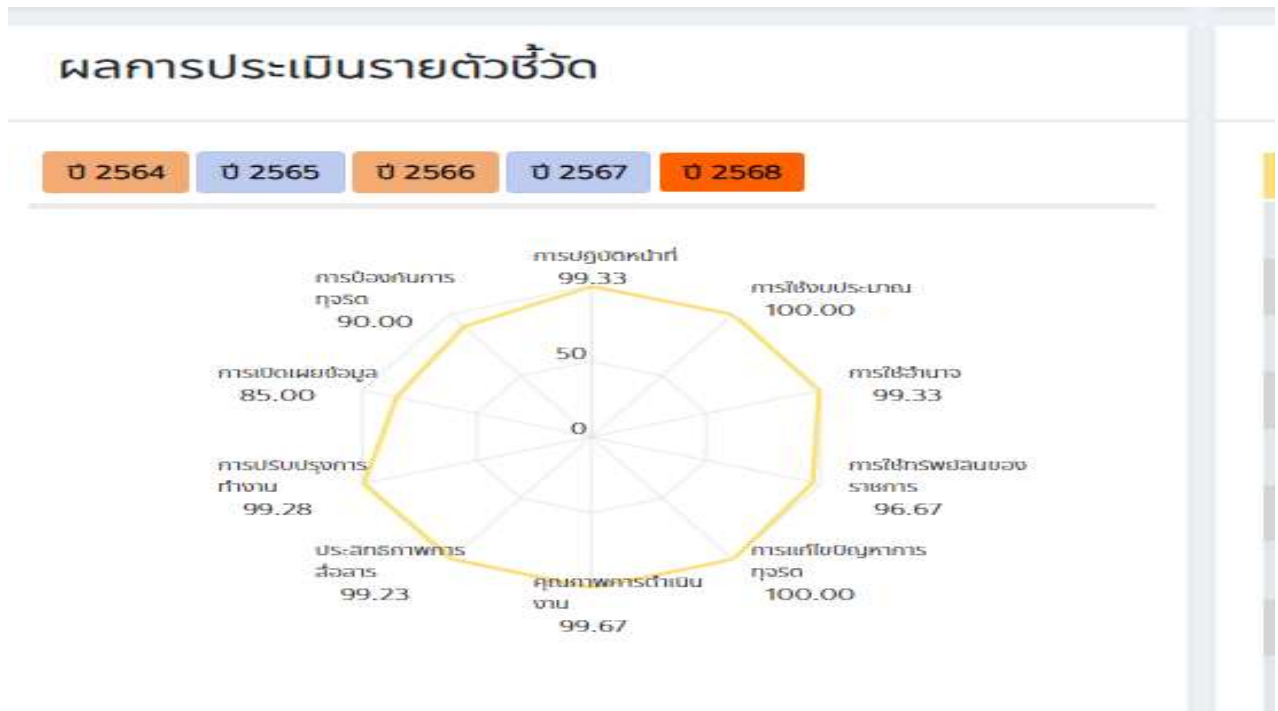 ผลการประเมินรายตัวชี้วัด
ปี 2564
ปี 2565
ปี 2566
ปี 2567
ปี 2568
การปฏิบัติหน้าที่
99.33
การใช้งบประมาณ
100.00
การใช้อำนาจ
99.33
การใช้ทรัพย์สินของ
ราชการ
96.67
การแก้ไขปัญหาการ
ทุจริต
100.00
คุณภาพการดำเนิน
งาน
99.67
ประสิทธิภาพการ
สื่อสาร
99.23
การปรับปรุงการ
ทำงาน
99.28
การเปิดเผยข้อมูล
85.00
การป้องกันการ
ทุจริต
90.00
50
0